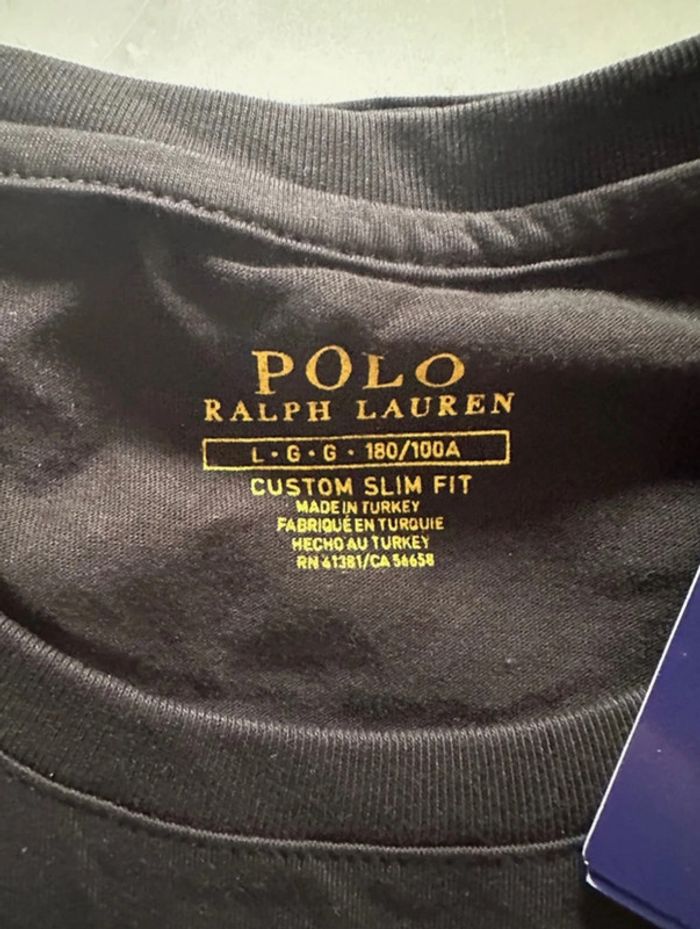 POLO
RALPH LAUREN
L • G • G • 180/100A
CUSTOM SLIM FIT
MADE IN TURKEY
FABRIQUÉ EN TURQUIE
HECHO AU TURKEY
RN 41381/CA 56658